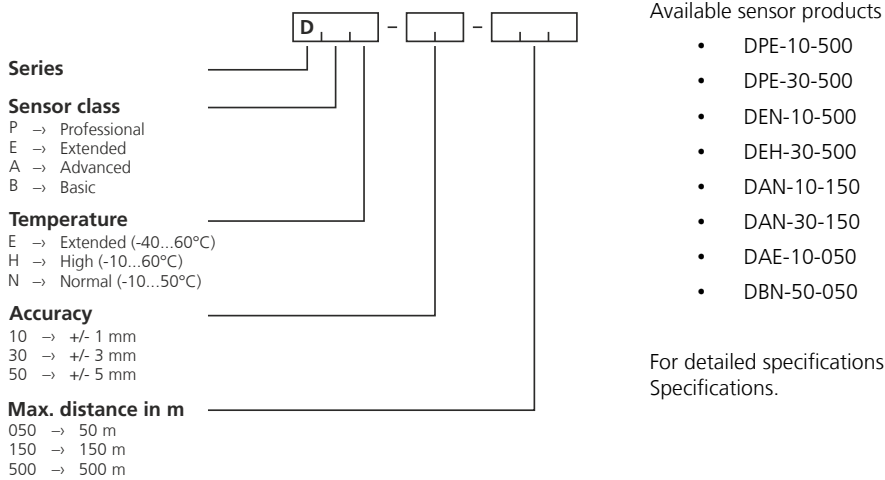 D – –
Series
Sensor class
P –› Professional
E –› Extended
A –› Advanced
B –› Basic
Temperature
E –› Extended (-40...60°C)
H –› High (-10...60°C)
N –› Normal (-10...50°C)
Accuracy
10 –› +/- 1 mm
30 –› +/- 3 mm
50 –› +/- 5 mm
Max. distance in m
050 –› 50 m
150 –› 150 m
500 –› 500 m
Available sensor products
• DPE-10-500
• DPE-30-500
• DEN-10-500
• DEH-30-500
• DAN-10-150
• DAN-30-150
• DAE-10-050
• DBN-50-050
For detailed specifications
Specifications.